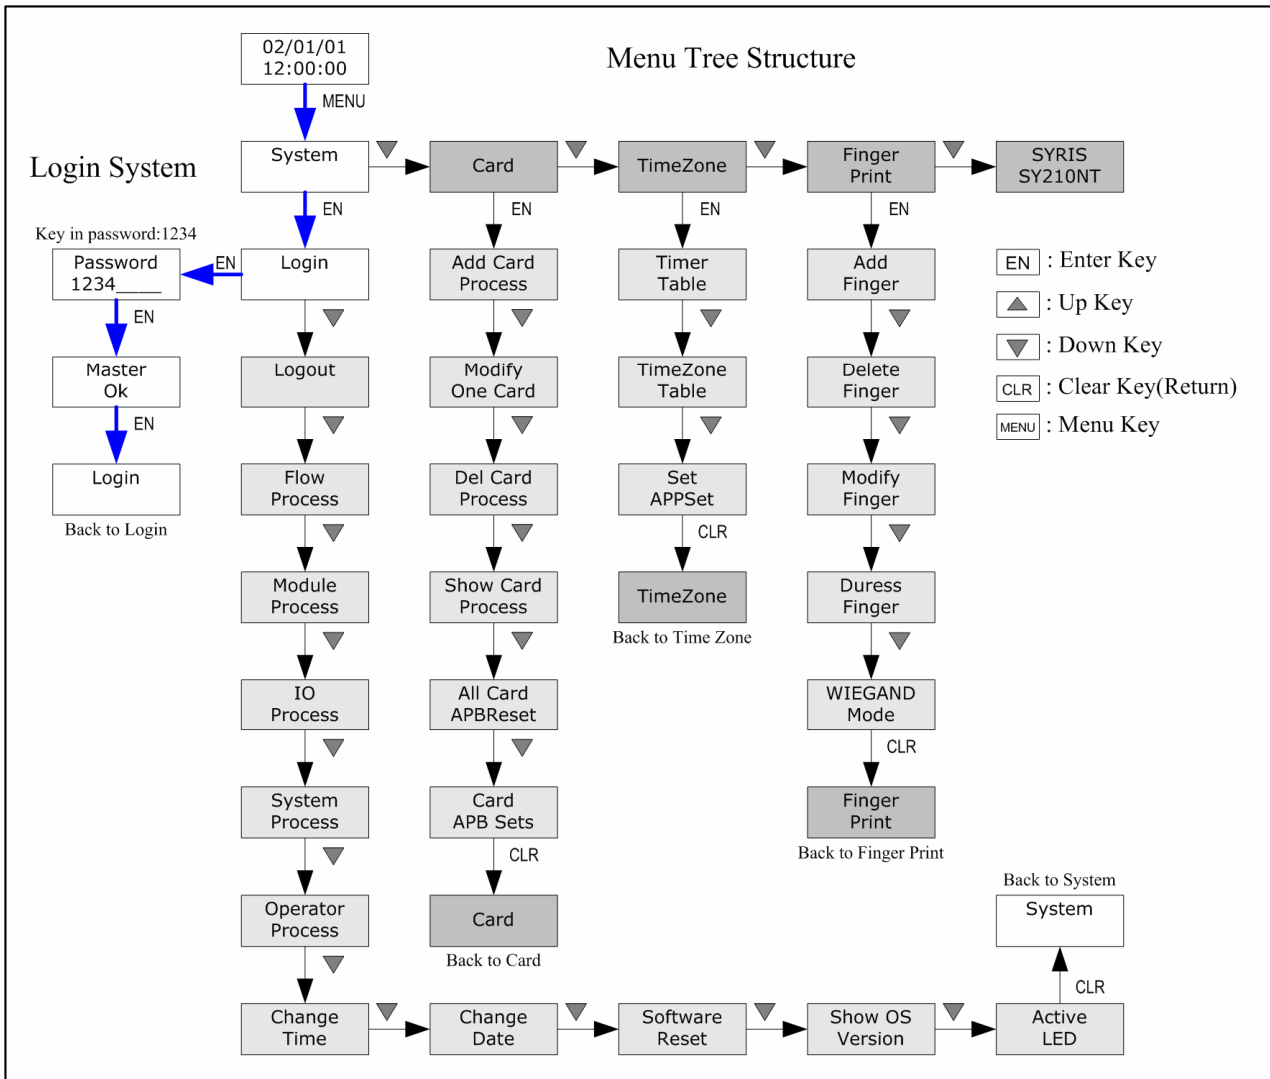 02/01/01
12:00:00
Menu Tree Structure
MENU
System
Card
TimeZone
Finger
Print
SYRIS
SY210NT
Login System
EN
EN
EN
EN
Key in password:1234
Password
1234____
EN
Login
Add Card
Process
Timer
Table
Add
Finger
EN : Enter Key
: Up Key
: Down Key
CLR : Clear Key(Return)
MENU : Menu Key
EN
Master
Ok
Logout
Modify
One Card
TimeZone
Table
Delete
Finger
EN
Login
Back to Login
Flow
Process
Del Card
Process
Set
APPSet
Modify
Finger
CLR
Module
Process
Show Card
Process
TimeZone
Back to Time Zone
Duress
Finger
IO
Process
All Card
APBReset
WIEGAND
Mode
CLR
System
Process
Card
APB Sets
Finger
Print
Back to Finger Print
CLR
Operator
Process
Card
Back to Card
Back to System
System
CLR
Change
Time
Change
Date
Software
Reset
Show OS
Version
Active
LED